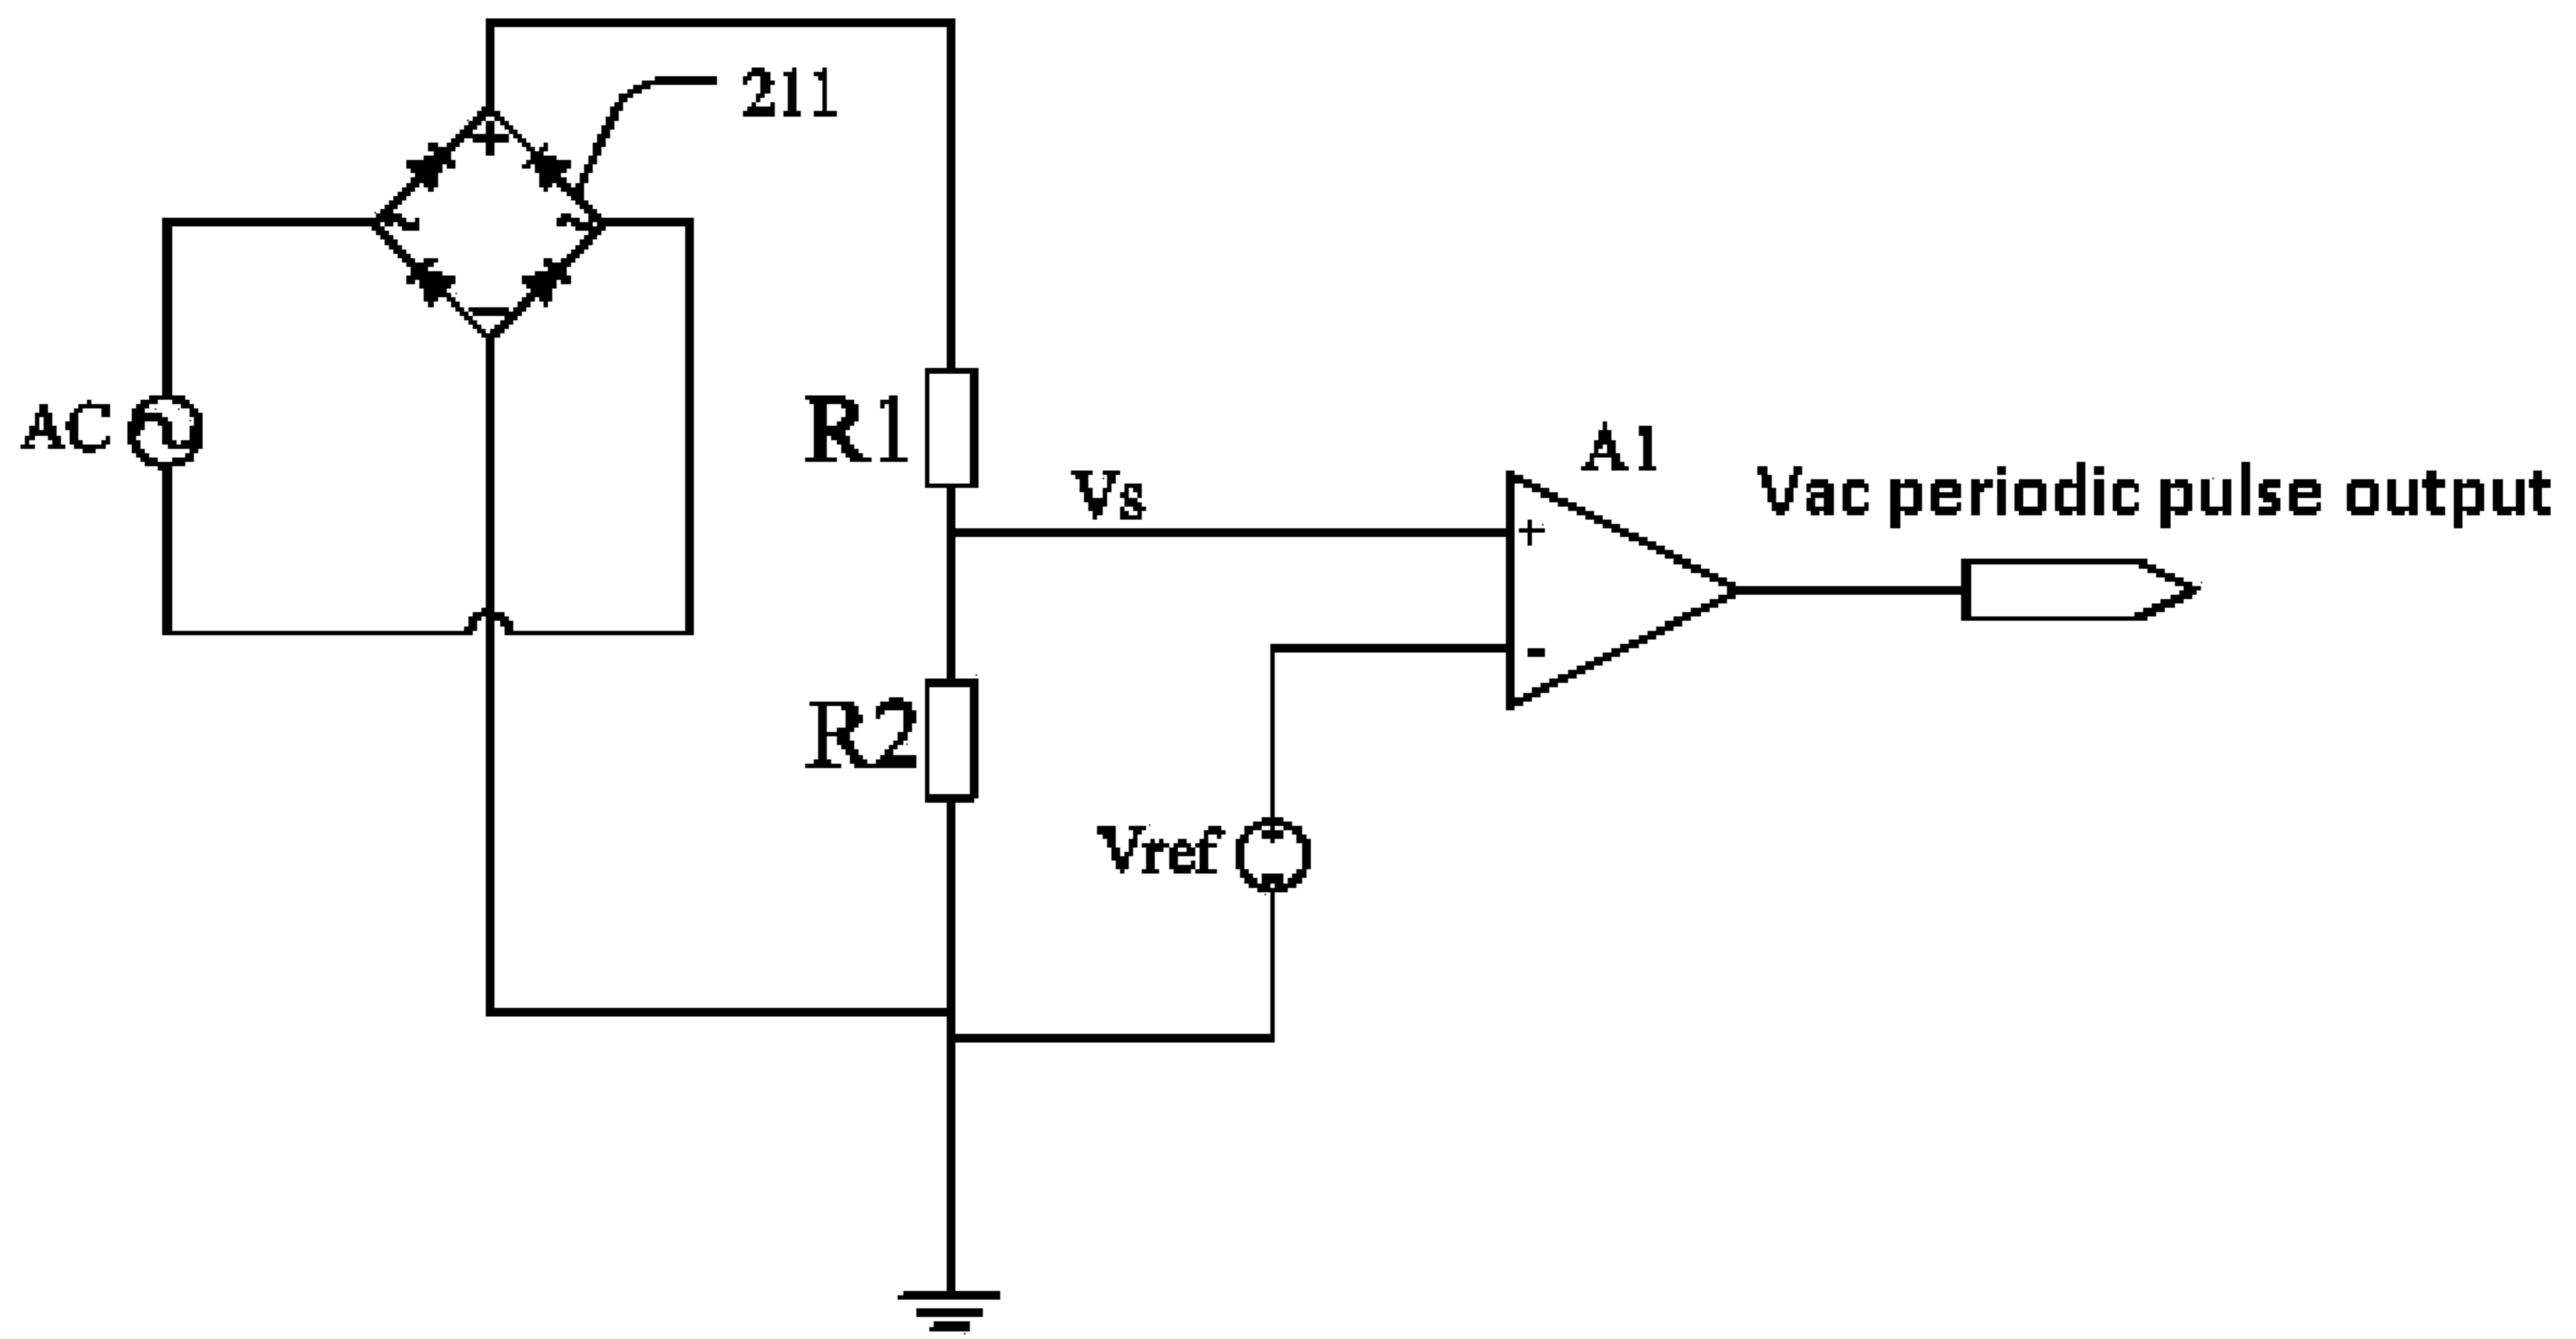 211
AC
R1
Vs
A1
Vac periodic pulse output
+
-
R2
Vref